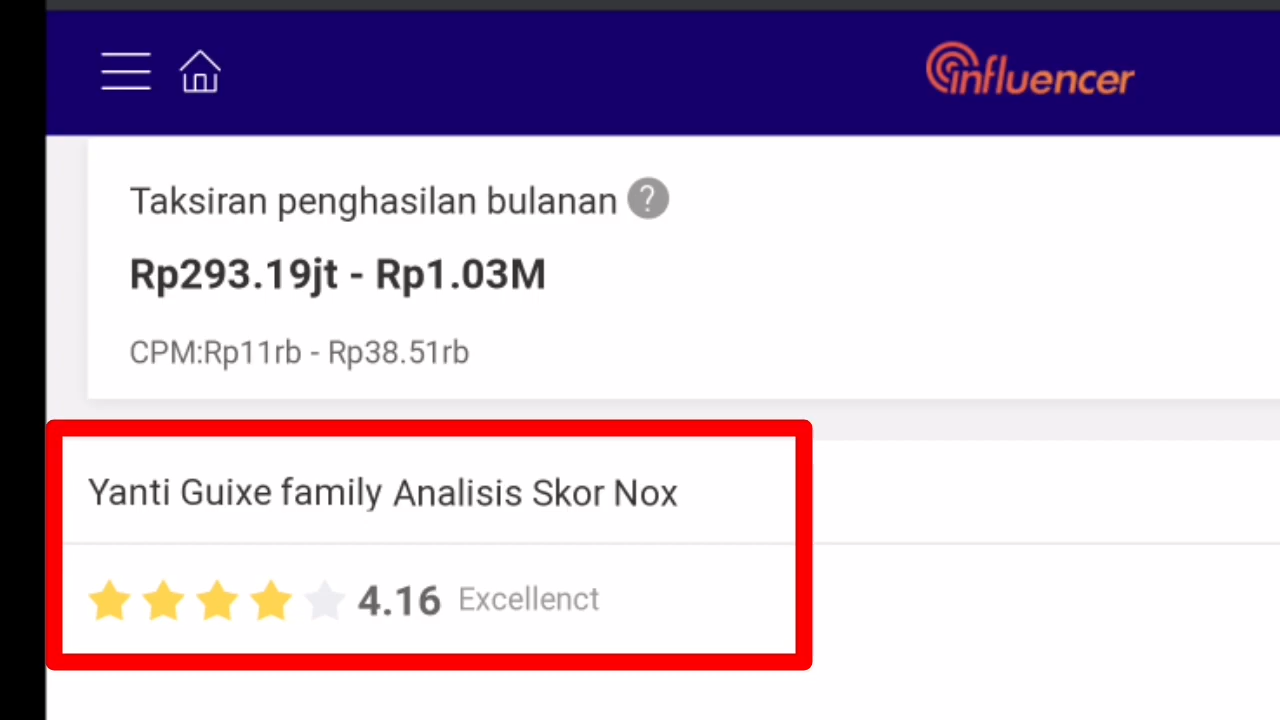 influencer
Taksiran penghasilan bulanan ?
Rp293.19jt - Rp1.03M
CPM:Rp11rb - Rp38.51rb
Yanti Guixe family Analisis Skor Nox
4.16 Excellenct